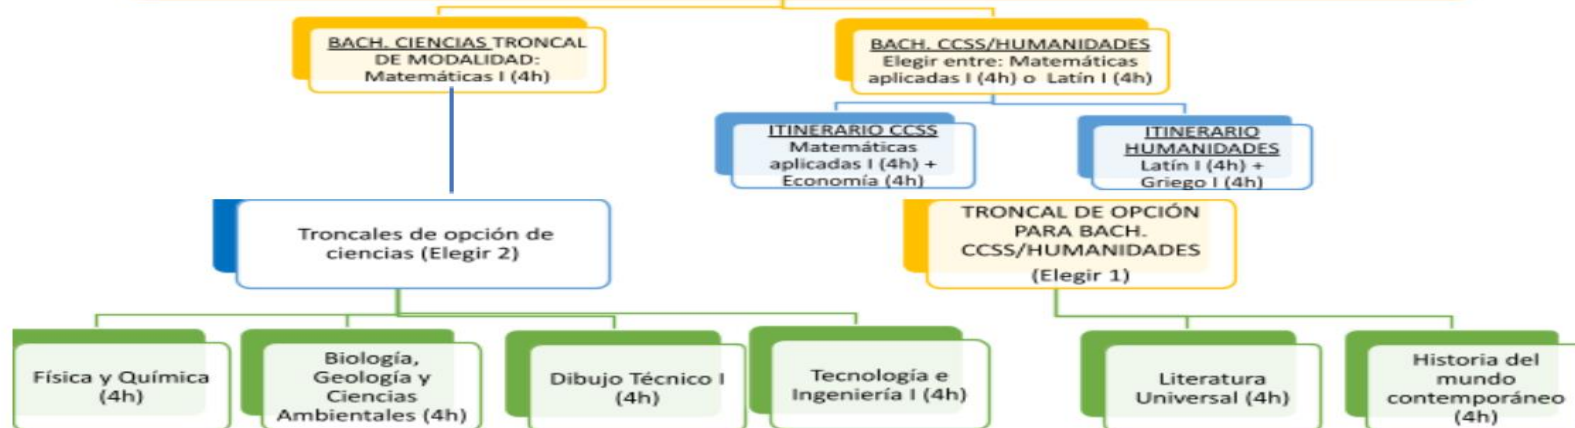 BACH. CIENCIAS TRONCAL
DE MODALIDAD:
Matemáticas I (4h)
BACH. CCSS/HUMANIDADES
Elegir entre: Matemáticas
aplicadas I (4h) o Latín I (4h)
ITINERARIO CCSS
Matemáticas
aplicadas I (4h) +
Economía (4h)
ITINERARIO
HUMANIDADES
Latín I (4h) +
Griego I (4h)
Troncales de opción de
ciencias (Elegir 2)
TRONCAL DE OPCIÓN
PARA BACH.
CCSS/HUMANIDADES
(Elegir 1)
Física y Química
(4h)
Biología,
Geología y
Ciencias
Ambientales (4h)
Dibujo Técnico I
(4h)
Tecnología e
Ingeniería I (4h)
Literatura
Universal (4h)
Historia del
mundo
contemporáneo
(4h)